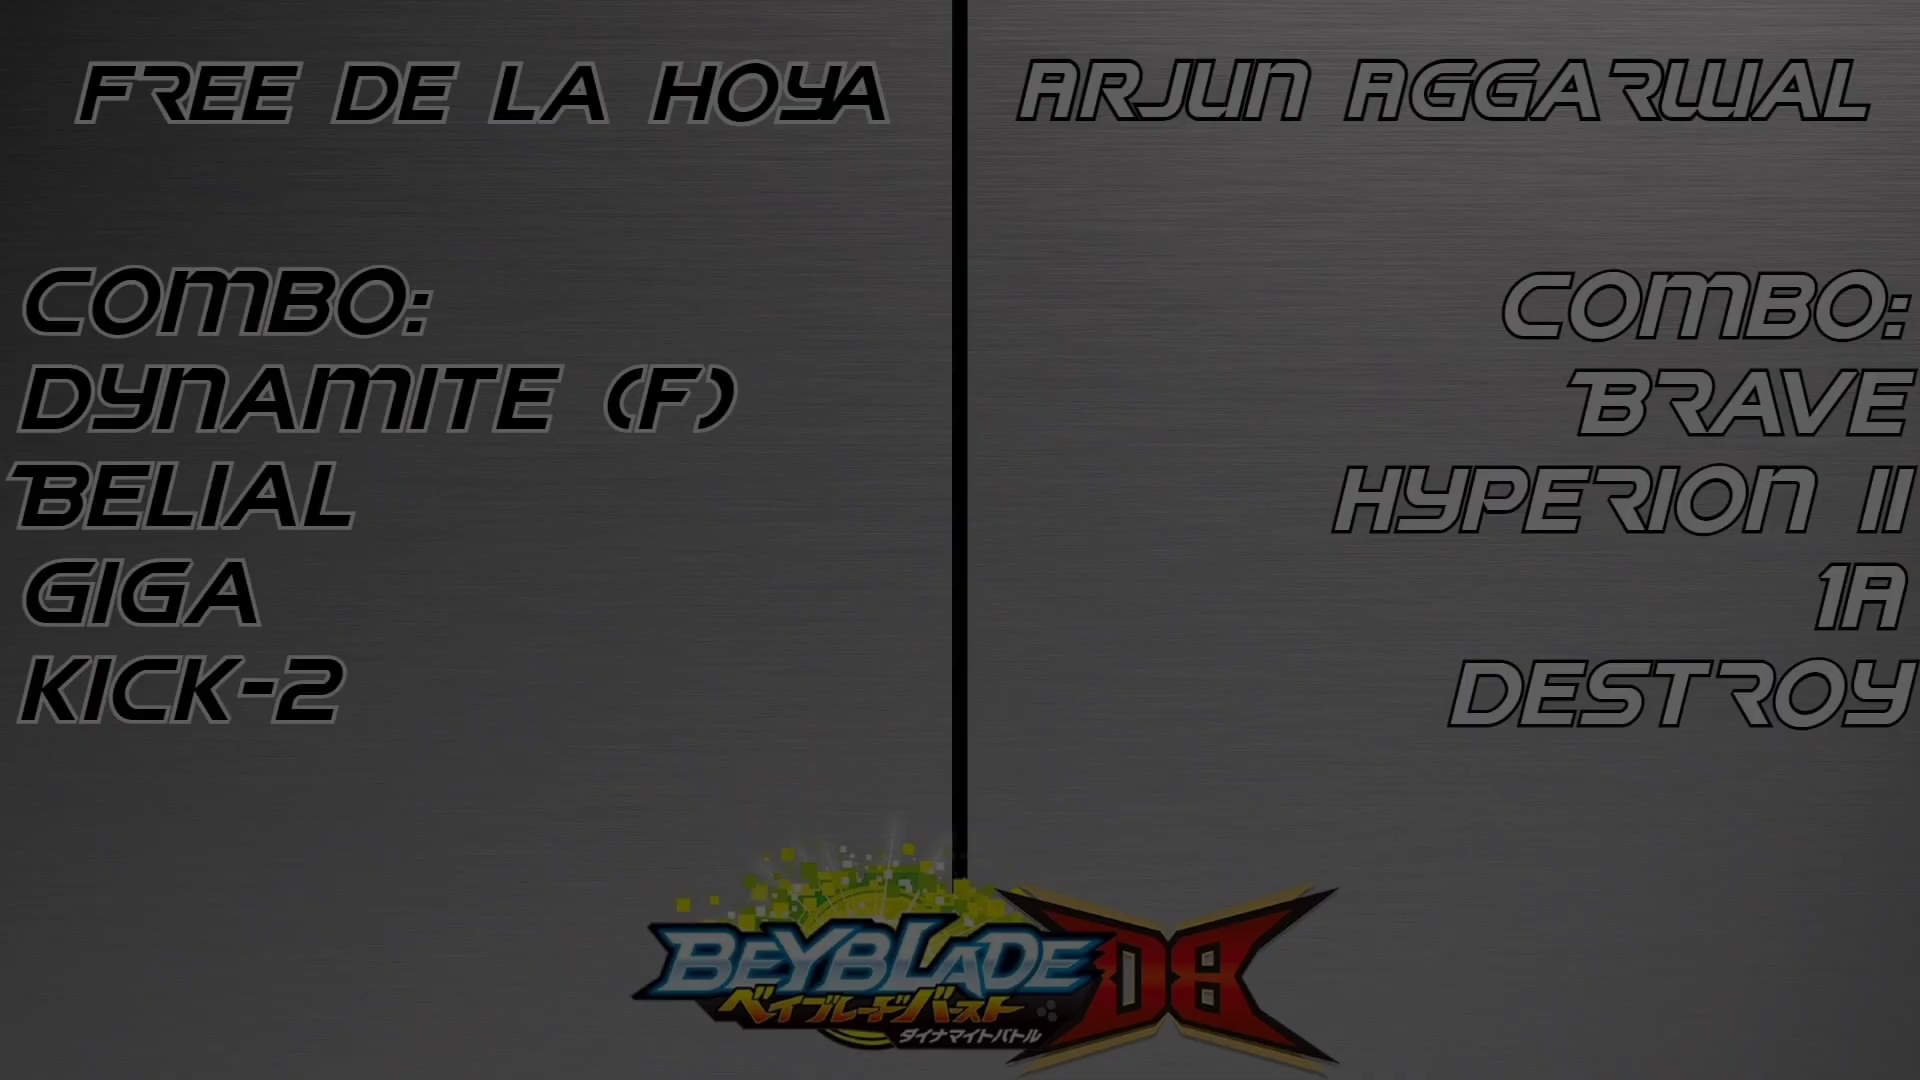 FREE DE LA HOYA
COMBO:
DYNAMITE (F)
BELIAL
GIGA
KICK-2
ARJUN AGGARWAL
COMBO:
BRAVE
HYPERION II
1A
DESTROY
BEYBLADE
ベイブレードバースト
ダイナマイトバトル
DB